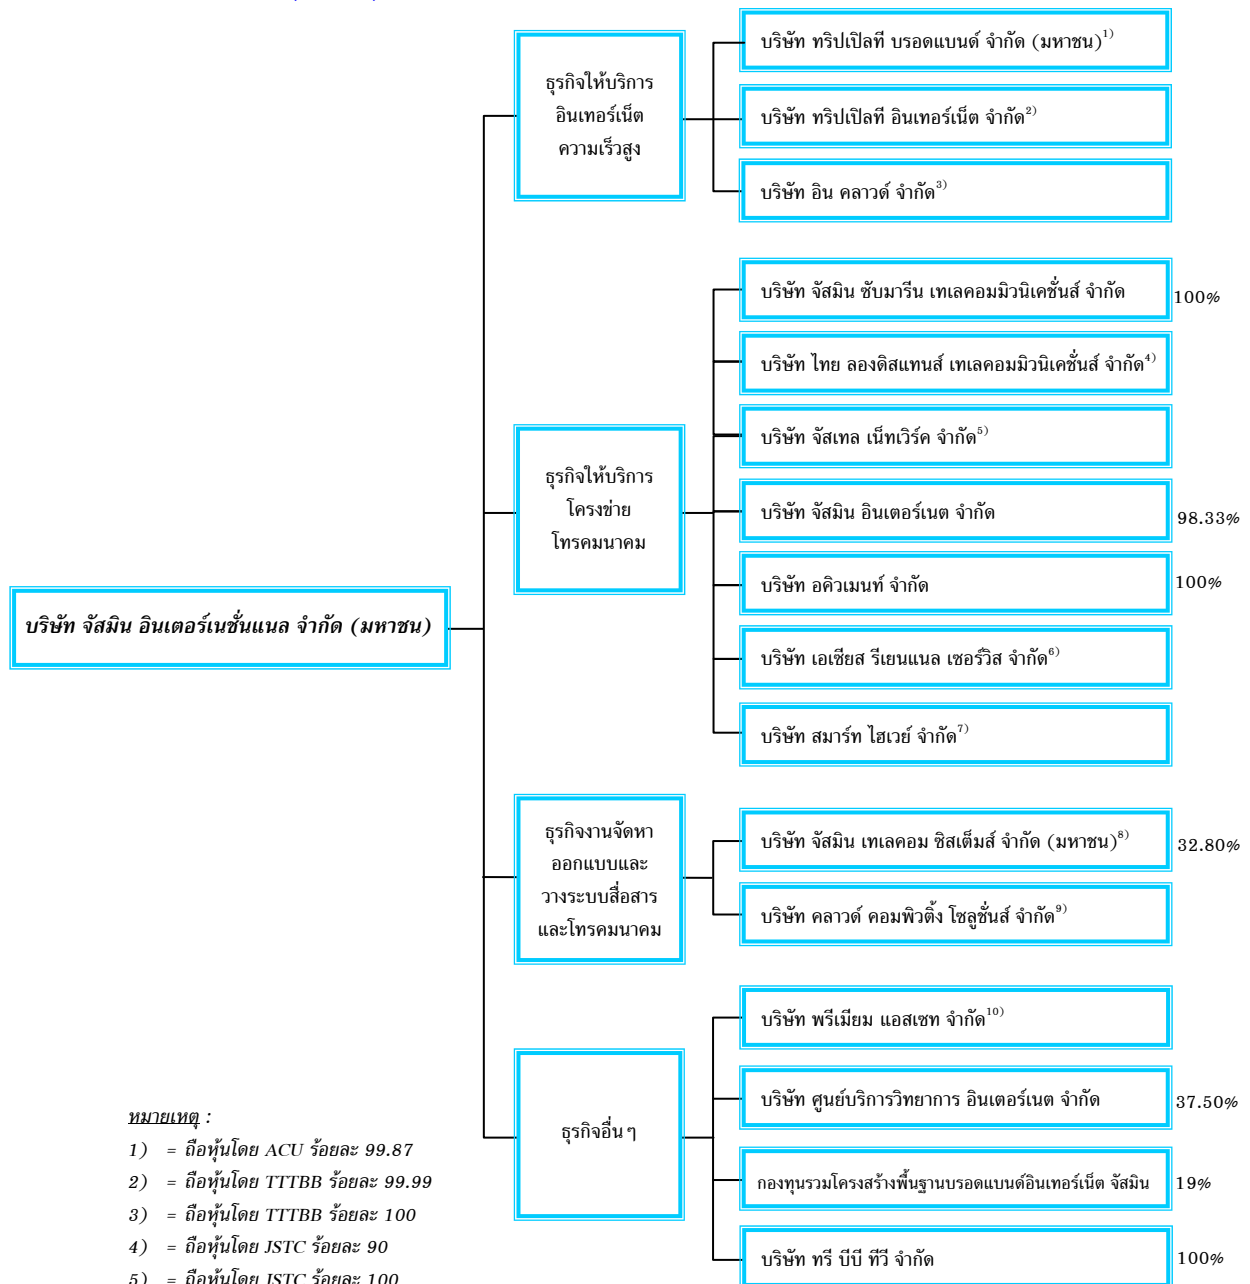 บริษัท ทริปเปิลที บรอดแบนด์ จำกัด (มหาชน)1)
ธุรกิจให้บริการ
อินเทอร์เน็ต
ความเร็วสูง
บริษัท ทริปเปิลที อินเทอร์เน็ต จำกัด2)
บริษัท อิน คลาวด์ จำกัด3)
บริษัท จัสมิน ซับมารีน เทเลคอมมิวนิเคชั่นส์ จำกัด
100%
บริษัท ไทย ลองดิสแทนส์ เทเลคอมมิวนิเคชั่นส์ จำกัด4)
บริษัท จัสเทล เน็ทเวิร์ค จำกัด5)
ธุรกิจให้บริการ
โครงข่าย
โทรคมนาคม
บริษัท จัสมิน อินเตอร์เนต จำกัด
98.33%
บริษัท อคิวเมนท์ จำกัด
100%
บริษัท จัสมิน อินเตอร์เนชั่นแนล จำกัด (มหาชน)
บริษัท เอเซียส รีเยนแนล เซอร์วิส จำกัด6)
บริษัท สมาร์ท ไฮเวย์ จำกัด7)
ธุรกิจงานจัดหา
ออกแบบและ
วางระบบสื่อสาร
และโทรคมนาคม
บริษัท จัสมิน เทเลคอม ซิสเต็มส์ จำกัด (มหาชน)8)
32.80%
บริษัท คลาวด์ คอมพิวติ้ง โซลูชั่นส์ จำกัด9)
บริษัท พรีเมียม แอสเซท จำกัด10)
ธุรกิจอื่น ๆ
บริษัท ศูนย์บริการวิทยาการ อินเตอร์เนต จำกัด
37.50%
กองทุนรวมโครงสร้างพื้นฐานบรอดแบนด์อินเทอร์เน็ต จัสมิน
19%
บริษัท ทรี บีบี ทีวี จำกัด
100%
หมายเหตุ :
1) = ถือหุ้นโดย ACU ร้อยละ 99.87
2) = ถือหุ้นโดย TTTBB ร้อยละ 99.99
3) = ถือหุ้นโดย TTTBB ร้อยละ 100
4) = ถือหุ้นโดย JSTC ร้อยละ 90
5) = ถือหุ้นโดย JSTC ร้อยละ 100